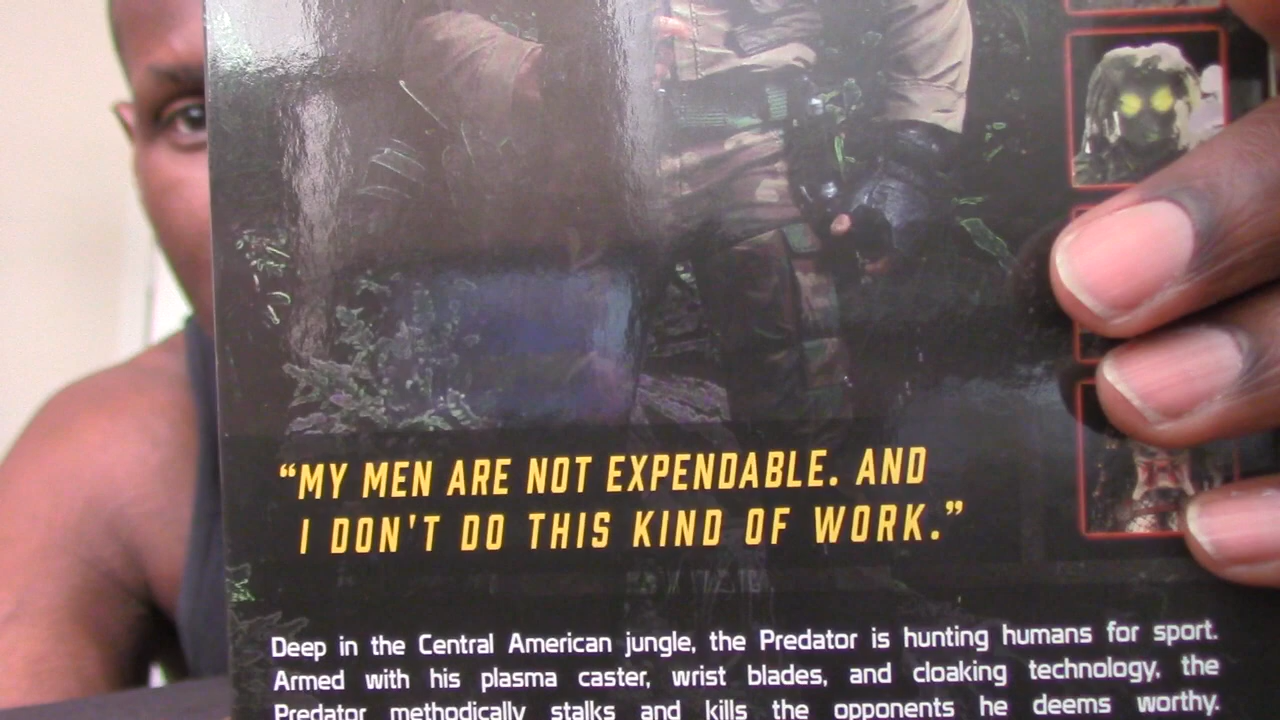 “MY MEN ARE NOT EXPENDABLE. AND
I DON'T DO THIS KIND OF WORK.”
Deep in the Central American jungle, the Predator is hunting humans for sport.
Armed with his plasma caster, wrist blades, and cloaking technology, the
Predator methodically stalks and kills the opponents he deems worthy.